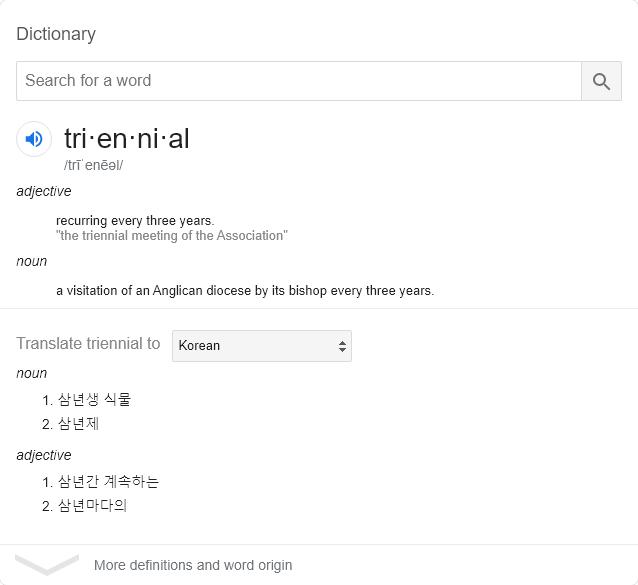 Dictionary
Search for a word
tri·en·ni·al
/trīˈenēəl/
adjective
recurring every three years.
"the triennial meeting of the Association"
noun
a visitation of an Anglican diocese by its bishop every three years.
Translate triennial to Korean
noun
1. 삼년생 식물
2. 삼년제
adjective
1. 삼년간 계속하는
2. 삼년마다의
More definitions and word origin